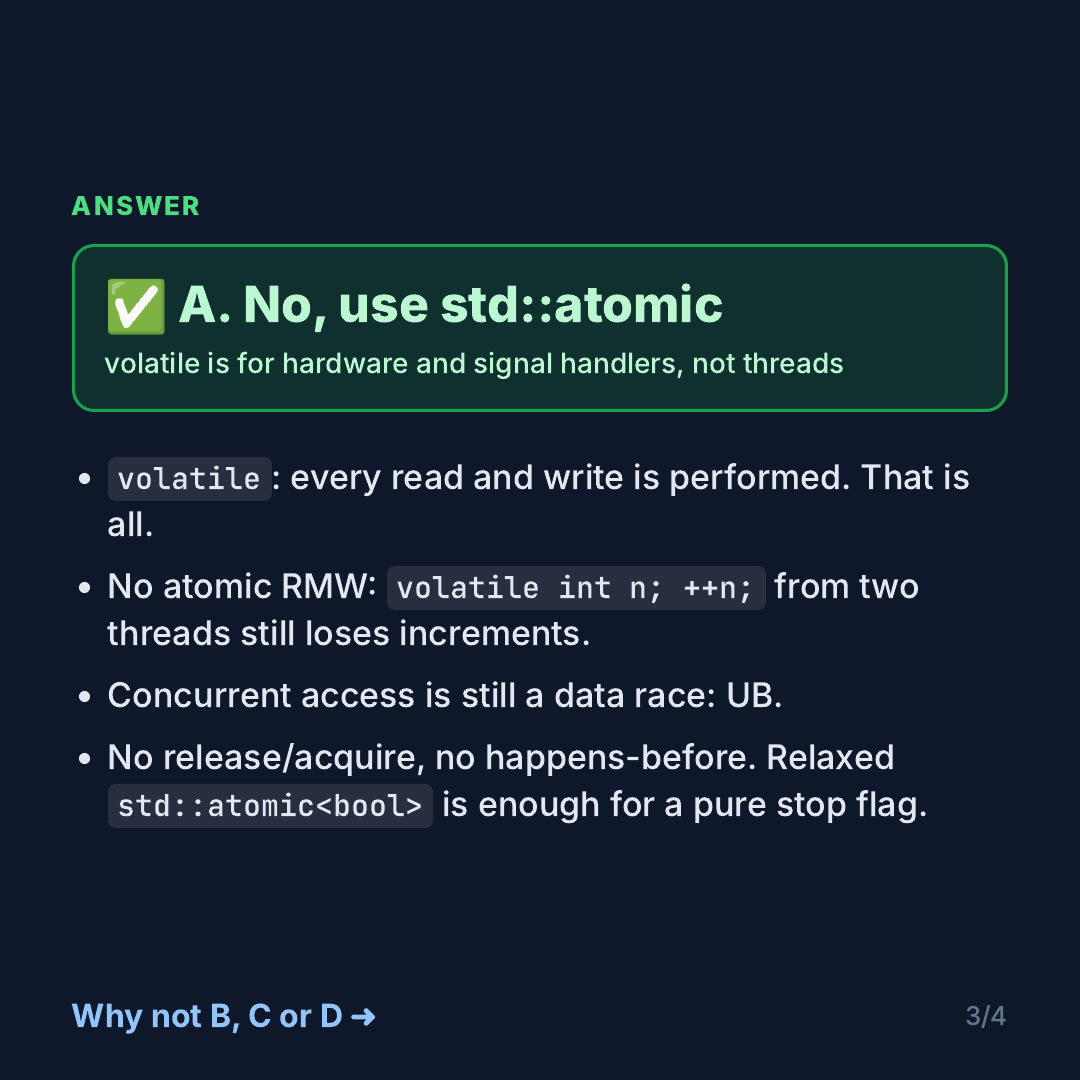 ANSWER
✅ A. No, use std::atomic
volatile is for hardware and signal handlers, not threads
• volatile: every read and write is performed. That is
all.
• No atomic RMW: volatile int n; ++n; from two
threads still loses increments.
• Concurrent access is still a data race: UB.
• No release/acquire, no happens-before. Relaxed
std::atomic<bool> is enough for a pure stop flag.
Why not B, C or D ➜
3/4